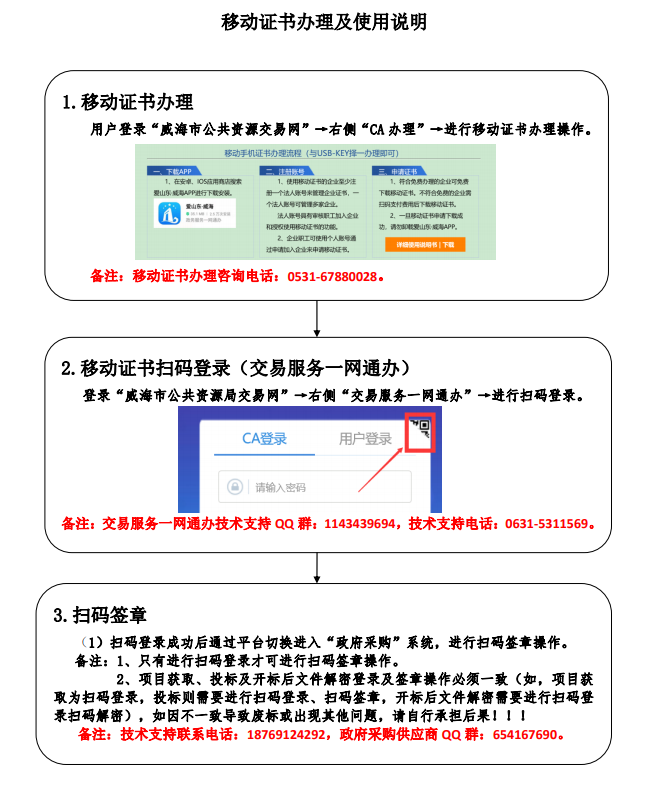 移动证书办理及使用说明
1.移动证书办理
用户登录“威海市公共资源交易网”→右侧“CA 办理”→进行移动证书办理操作。
移动手机证书办理流程（与USB-KEY择一办理即可）
一、下载APP
1、在安卓、IOS应用商店搜索
爱山东·威海APP进行下载安装。
爱山东·威海
二、注册账号
1、使用移动证书的企业至少注
册一个法人账号来管理企业证书，一
个法人账号可管理多家企业。
法人账号具有审核职工加入企业
和授权使用移动证书的功能。
2、企业职工可使用个人账号通
过申请加入企业来申请移动证书。
三、申请证书
1、符合免费办理的企业可免费
下载移动证书。不符合免费的企业需
扫码支付费用后下载移动证书。
2、一旦移动证书申请下载成
功，请勿卸载爱山东·威海APP。
详细使用说明书 | 下载
备注：移动证书办理咨询电话：0531-67880028。
2.移动证书扫码登录（交易服务一网通办）
登录“威海市公共资源局交易网”→右侧“交易服务一网通办”→进行扫码登录。
CA登录
用户登录
请输入密码
备注：交易服务一网通办技术支持 QQ 群：1143439694，技术支持电话：0631-5311569。
3.扫码签章
（1）扫码登录成功后通过平台切换进入“政府采购”系统，进行扫码签章操作。
备注：1、只有进行扫码登录才可进行扫码签章操作。
2、项目获取、投标及开标后文件解密登录及签章操作必须一致（如，项目获
取为扫码登录，投标则需要进行扫码登录、扫码签章，开标后文件解密需要进行扫码登
录扫码解密），如因不一致导致废标或出现其他问题，请自行承担后果！！！
备注：技术支持联系电话：18769124292，政府采购供应商 QQ 群：654167690。